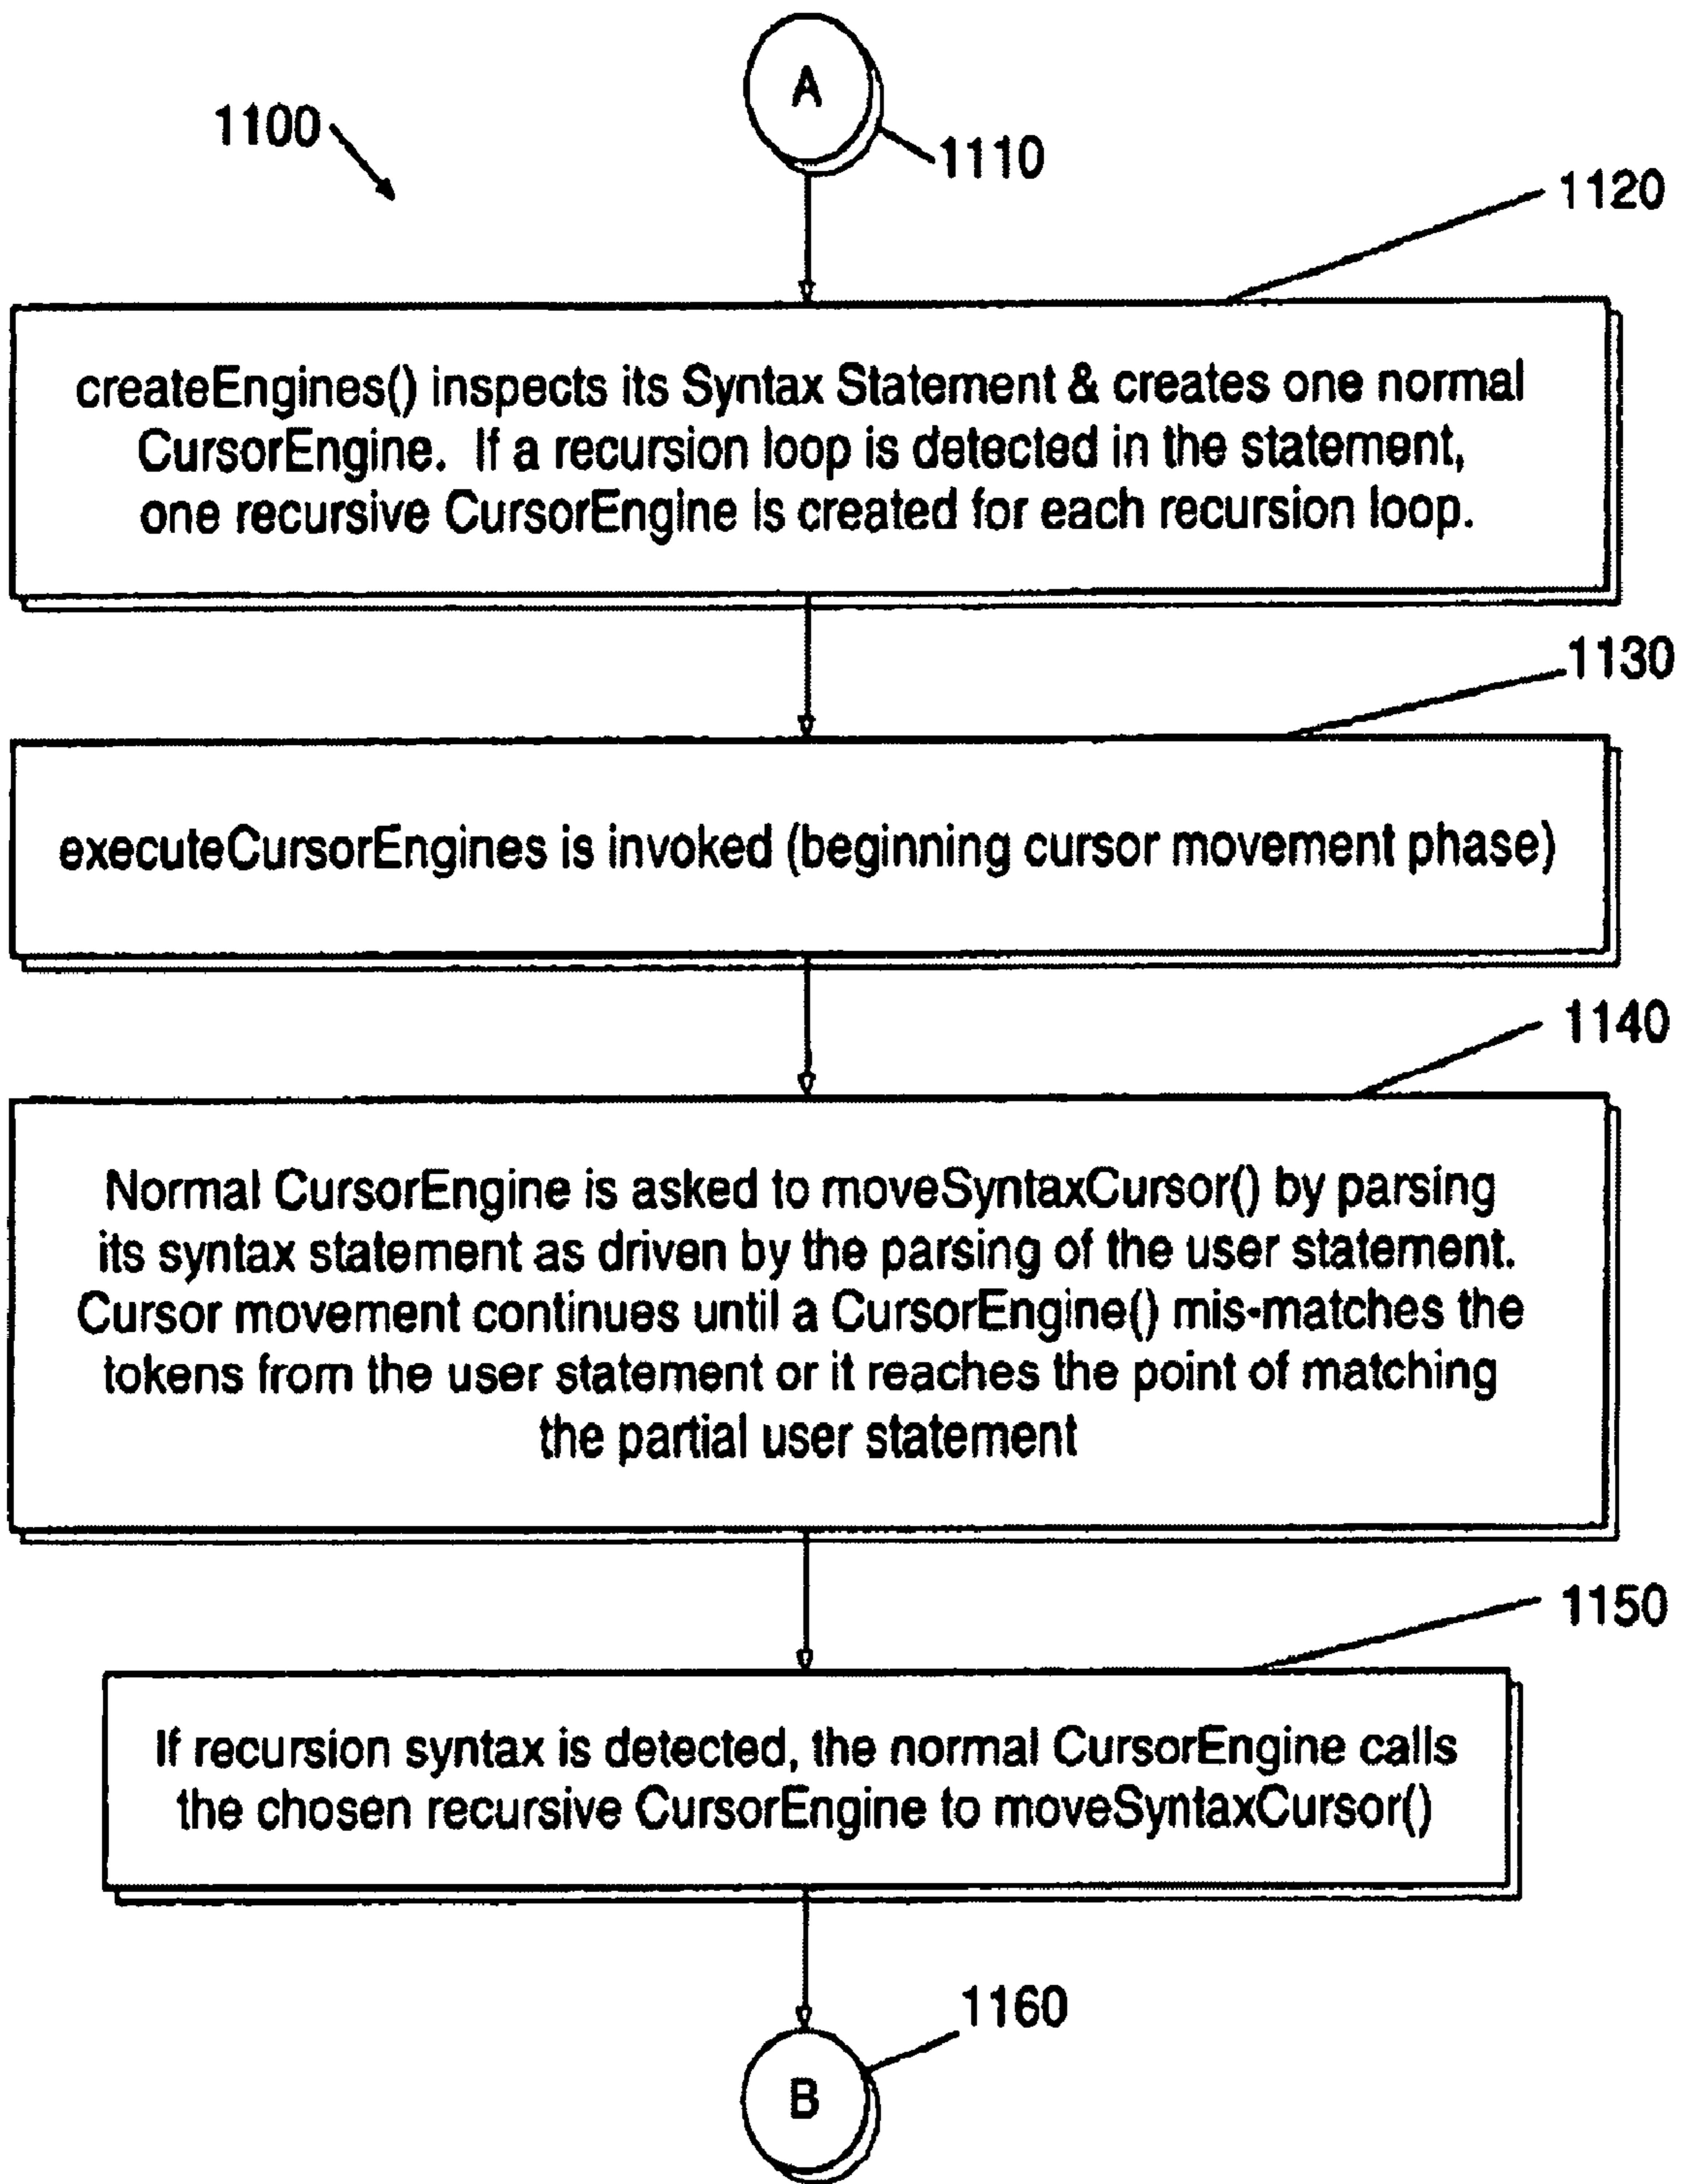 A
1100
1110
1120
createEngines() inspects its Syntax Statement & creates one normal
CursorEngine. If a recursion loop is detected in the statement,
one recursive CursorEngine is created for each recursion loop.
1130
executeCursorEngines is invoked (beginning cursor movement phase)
1140
Normal CursorEngine is asked to moveSyntaxCursor() by parsing
its syntax statement as driven by the parsing of the user statement.
Cursor movement continues until a CursorEngine() mis-matches the
tokens from the user statement or it reaches the point of matching
the partial user statement
1150
If recursion syntax is detected, the normal CursorEngine calls
the chosen recursive CursorEngine to moveSyntaxCursor()
1160
B